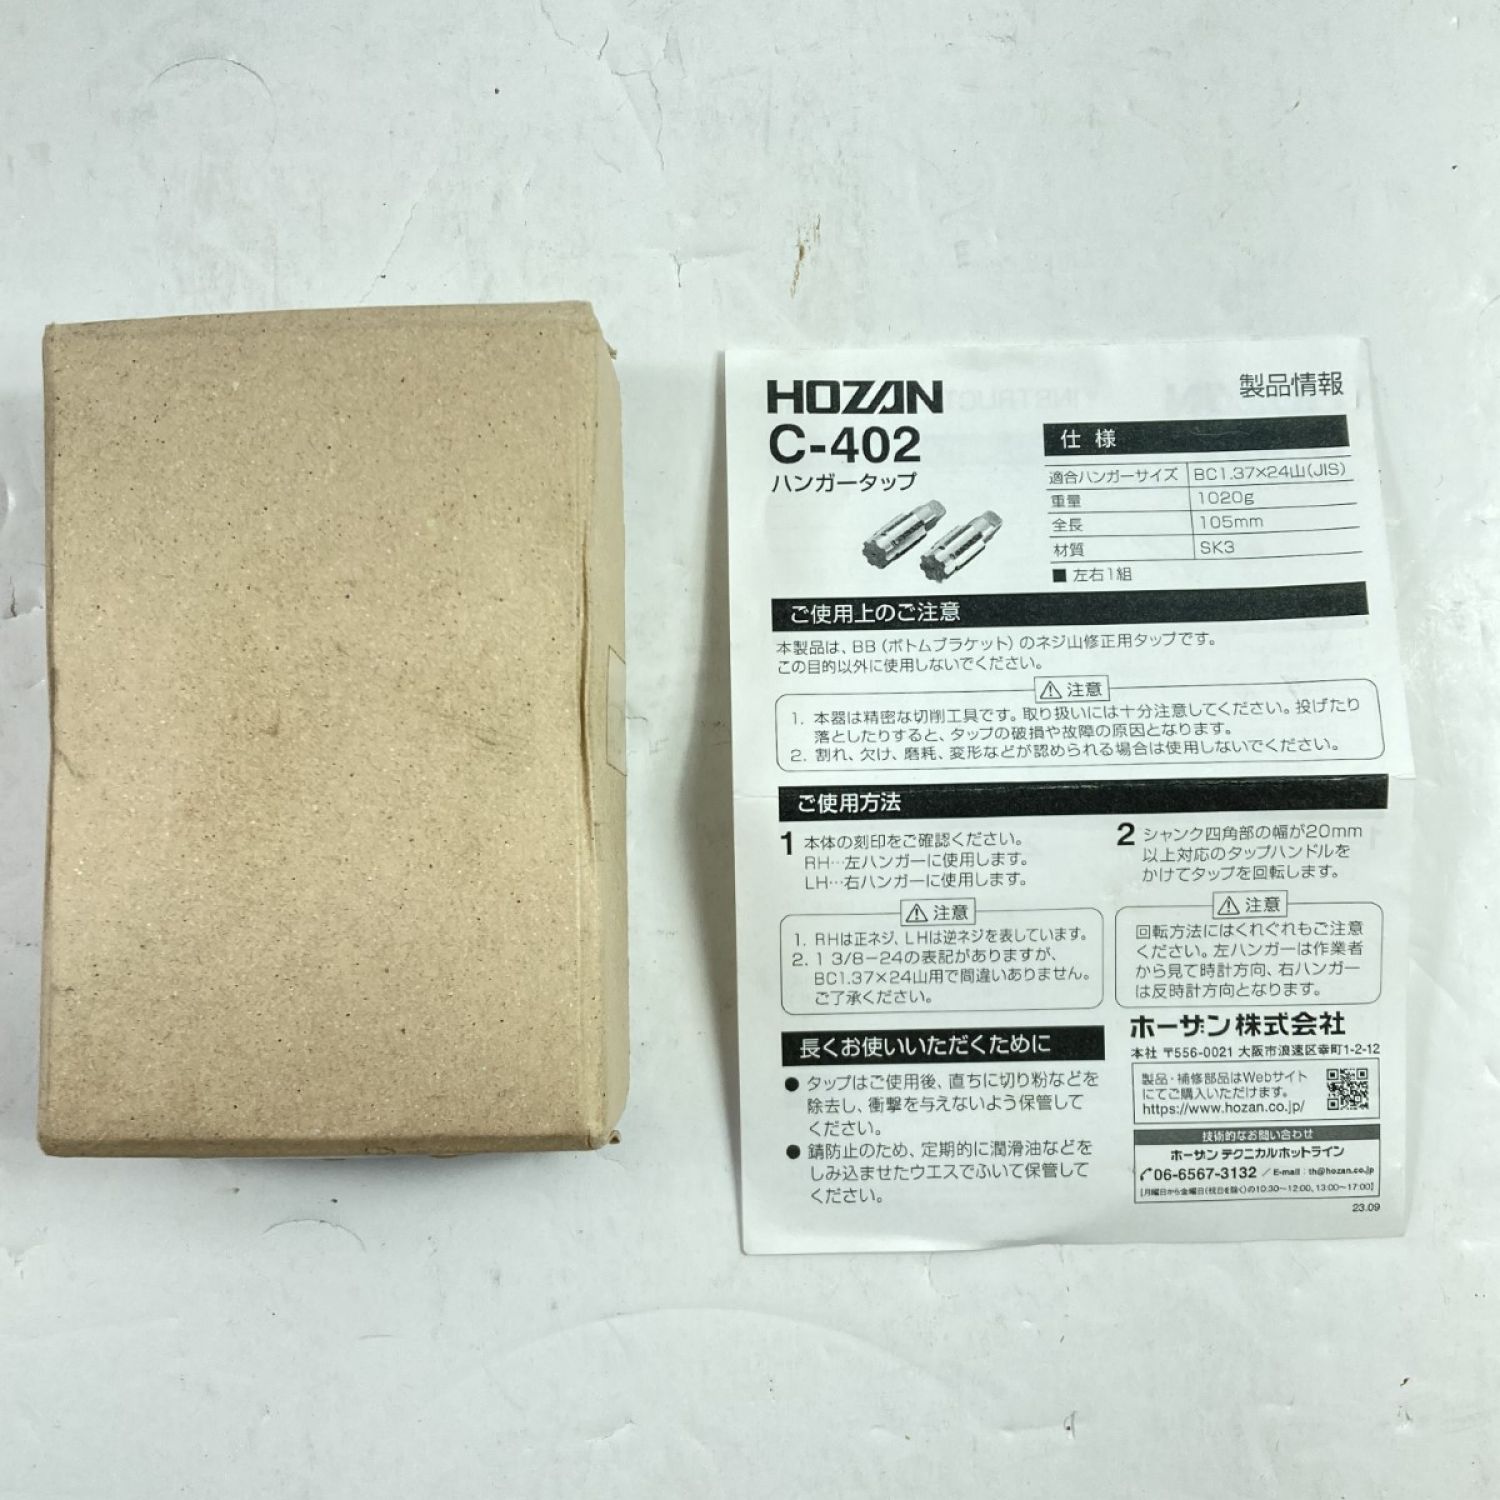 HOZAN
C-402
ハンガータップ
製品情報
仕 様
適合ハンガーサイズ BC1.37×24山(JIS)
重量 1020g
全長 105mm
材質 SK3
■ 左右1組
ご使用上のご注意
本製品は、BB（ボトムブラケット）のネジ山修正用タップです。
この目的以外に使用しないでください。
注意
1. 本器は精密な切削工具です。取り扱いには十分注意してください。投げたり
落としたりすると、タップの破損や故障の原因となります。
2. 割れ、欠け、磨耗、変形などが認められる場合は使用しないでください。
ご使用方法
1 本体の刻印をご確認ください。
RH…左ハンガーに使用します。
LH…右ハンガーに使用します。
注意
1. RHは正ネジ、LHは逆ネジを表しています。
2. 1 3/8−24の表記がありますが、
BC1.37×24山用で間違いありません。
ご了承ください。
2 シャンク四角部の幅が20mm
以上対応のタップハンドルを
かけてタップを回転します。
注意
回転方法にはくれぐれもご注意
ください。左ハンガーは作業者
から見て時計方向、右ハンガー
は反時計方向となります。
長くお使いいただくために
● タップはご使用後、直ちに切り粉などを
除去し、衝撃を与えないよう保管して
ください。
● 錆防止のため、定期的に潤滑油などを
しみ込ませたウエスでふいて保管して
ください。
ホーザン株式会社
本社 〒556-0021 大阪市浪速区幸町1-2-12
製品・補修部品はWebサイト
にてご購入いただけます。
https://www.hozan.co.jp/
技術的なお問い合わせ
ホーザン テクニカルホットライン
06-6567-3132 ／ E-mail : th@hozan.co.jp
[月曜日から金曜日(祝日を除く)の10:30〜12:00、13:00〜17:00]
23.09